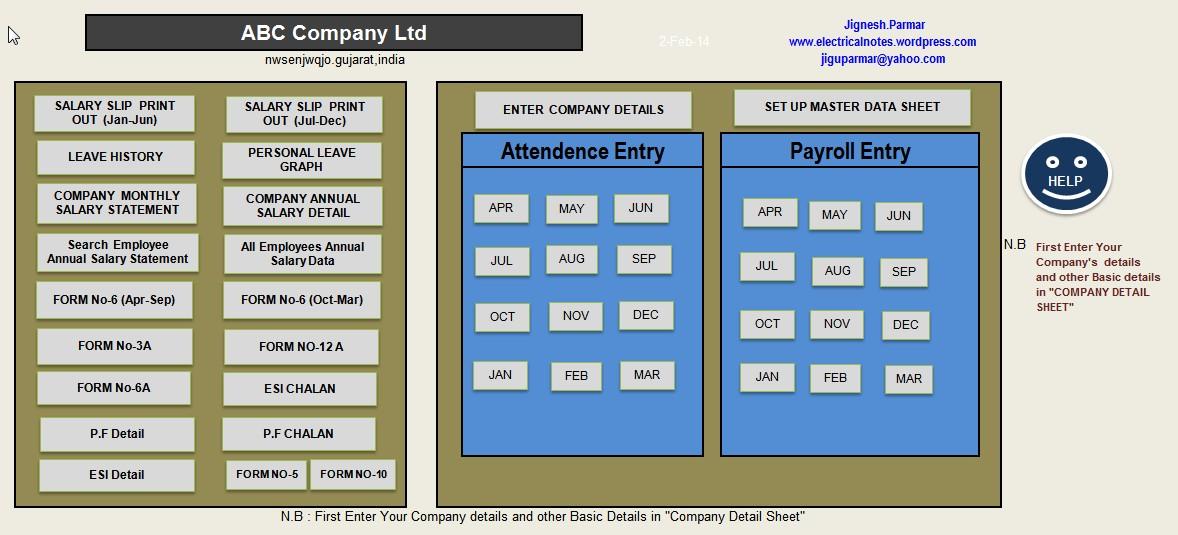 ABC Company Ltd
nwsenjwqjo.gujarat,india
2-Feb-14
Jignesh.Parmar
www.electricalnotes.wordpress.com
jiguparmar@yahoo.com
SALARY SLIP PRINT
OUT (Jan-Jun)
SALARY SLIP PRINT
OUT (Jul-Dec)
LEAVE HISTORY
PERSONAL LEAVE
GRAPH
COMPANY MONTHLY
SALARY STATEMENT
COMPANY ANNUAL
SALARY DETAIL
Search Employee
Annual Salary Statement
All Employees Annual
Salary Data
FORM No-6 (Apr-Sep)
FORM No-6 (Oct-Mar)
FORM No-3A
FORM NO-12 A
FORM No-6A
ESI CHALAN
P.F Detail
P.F CHALAN
ESI Detail
FORM NO-5
FORM NO-10
ENTER COMPANY DETAILS
SET UP MASTER DATA SHEET
Attendence Entry
APR MAY JUN
JUL AUG SEP
OCT NOV DEC
JAN FEB MAR
Payroll Entry
APR MAY JUN
JUL AUG SEP
OCT NOV DEC
JAN FEB MAR
HELP
N.B First Enter Your
Company's details
and other Basic details
in "COMPANY DETAIL
SHEET"
N.B : First Enter Your Company details and other Basic Details in "Company Detail Sheet"